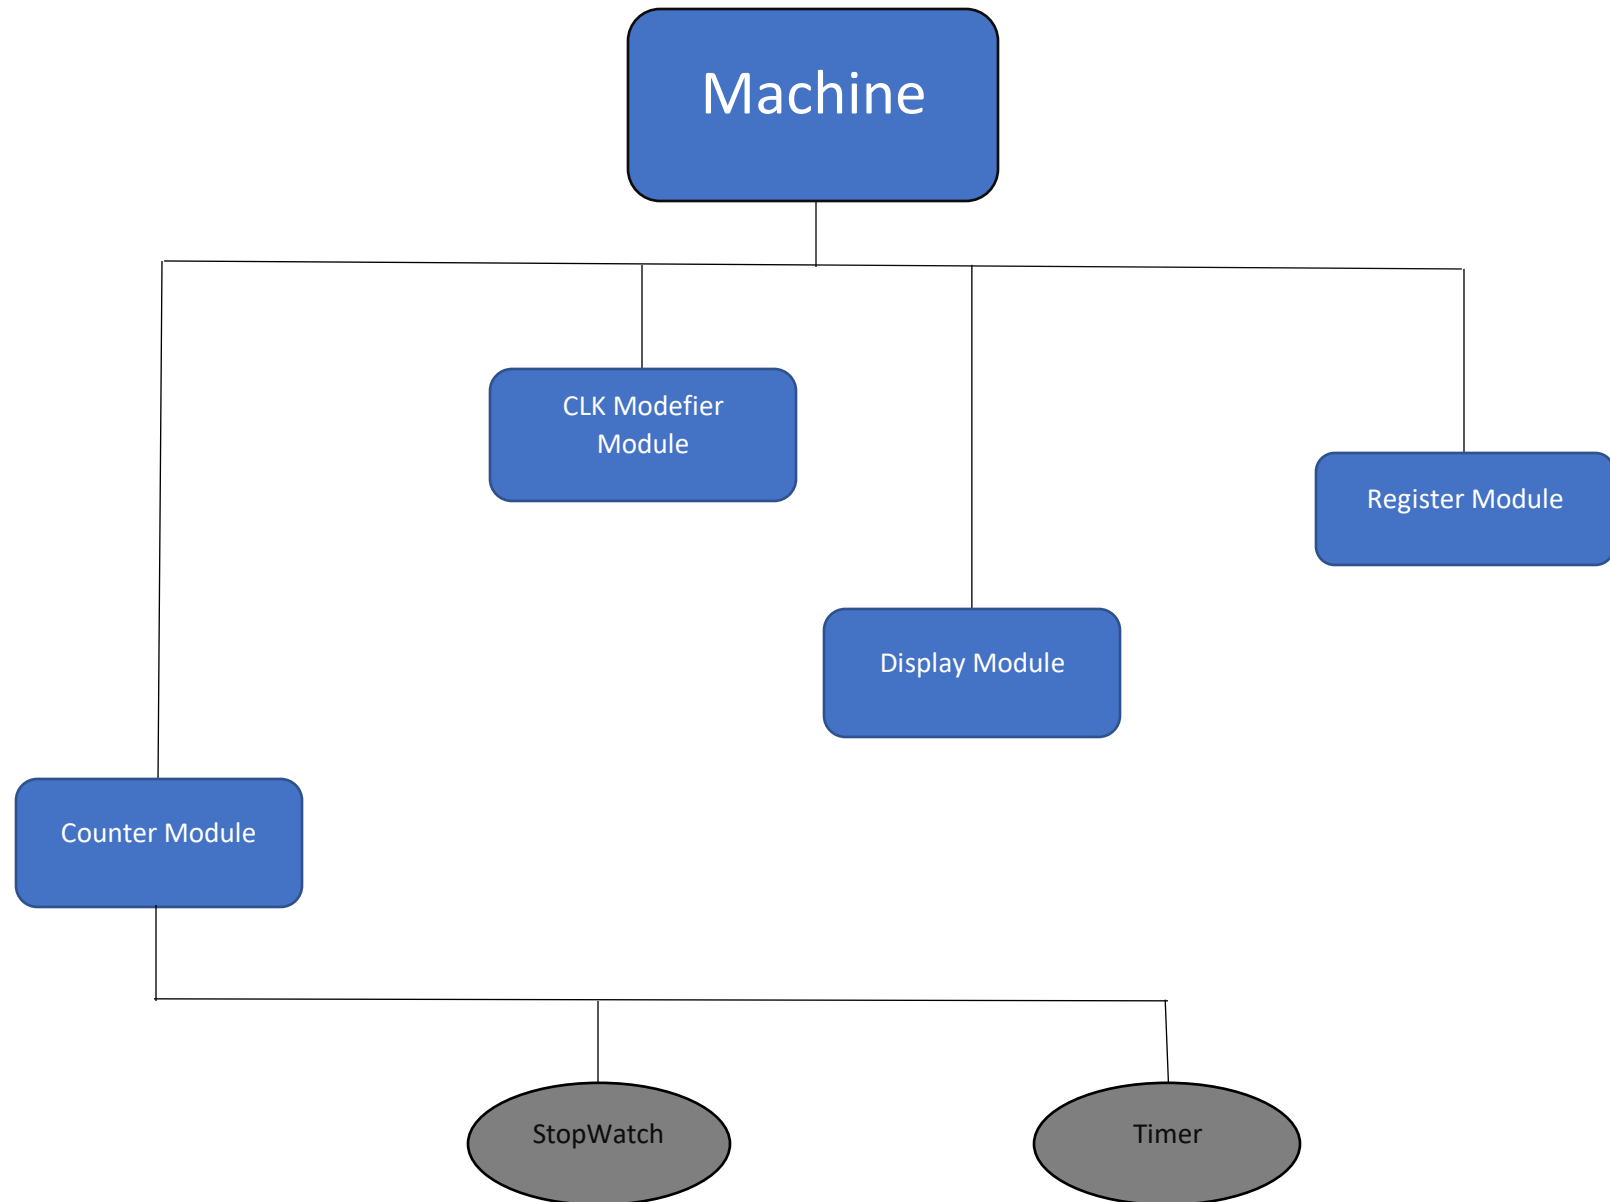 Machine
CLK Modefier
Module
Register Module
Display Module
Counter Module
StopWatch
Timer